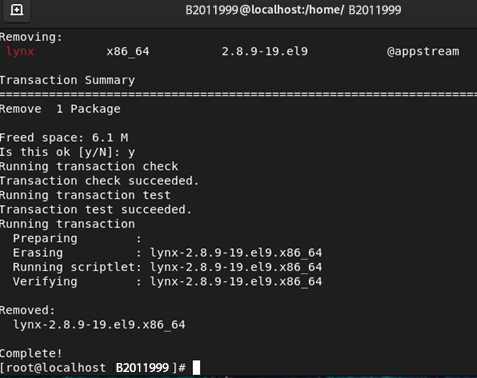 B2011999@localhost:/home/ B2011999
Removing:
 lynx          x86_64          2.8.9-19.el9          @appstream
Transaction Summary
================================================================
Remove  1 Package
Freed space: 6.1 M
Is this ok [y/N]: y
Running transaction check
Transaction check succeeded.
Running transaction test
Transaction test succeeded.
Running transaction
  Preparing        :
  Erasing          : lynx-2.8.9-19.el9.x86_64
  Running scriptlet: lynx-2.8.9-19.el9.x86_64
  Verifying        : lynx-2.8.9-19.el9.x86_64
Removed:
  lynx-2.8.9-19.el9.x86_64
Complete!
[root@localhost B2011999]#